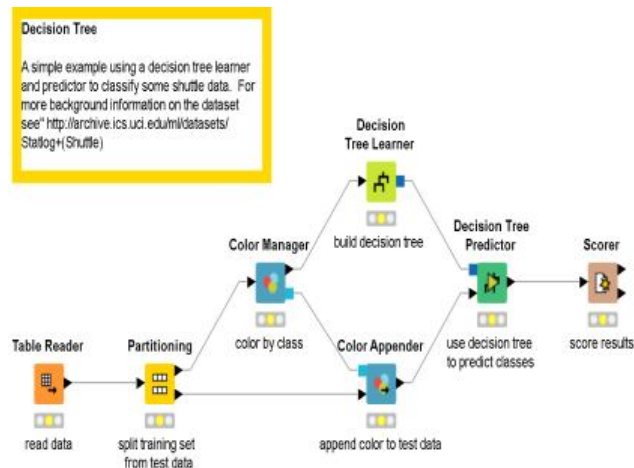 Decision Tree
A simple example using a decision tree learner
and predictor to classify some shuttle data. For
more background information on the dataset
see" http://archive.ics.uci.edu/ml/datasets/
Statlog+(Shuttle)
Decision
Tree Learner
build decision tree
Color Manager
color by class
Decision Tree
Predictor
use decision tree
to predict classes
Scorer
score results
Table Reader
read data
Partitioning
split training set
from test data
Color Appender
append color to test data